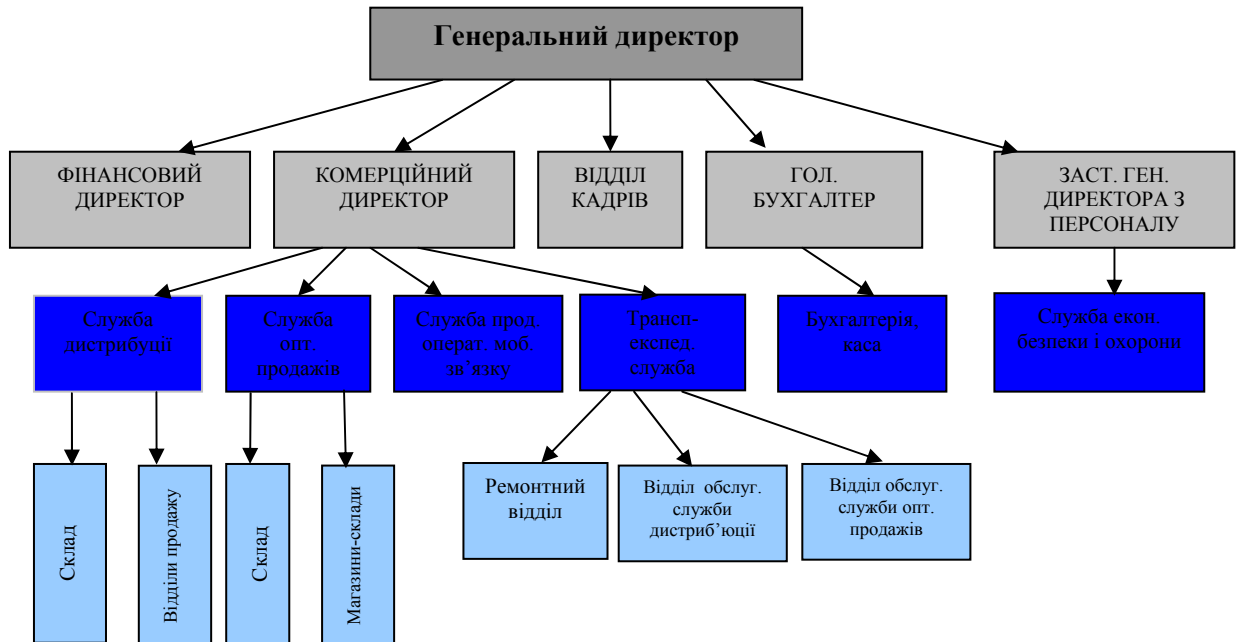 Генеральний директор
ФІНАНСОВИЙ
ДИРЕКТОР
КОМЕРЦІЙНИЙ
ДИРЕКТОР
ВІДДІЛ
КАДРІВ
ГОЛ.
БУХГАЛТЕР
ЗАСТ. ГЕН.
ДИРЕКТОРА З
ПЕРСОНАЛУ
Служба
дистрибуції
Служба
опт.
продажів
Служба прод.
операт. моб.
зв’язку
Трансп-
експед.
служба
Бухгалтерія,
каса
Служба екон.
безпеки і охорони
Склад
Відділи продажу
Склад
Магазини-склади
Ремонтний
відділ
Відділ обслуг.
служби
дистриб’юції
Відділ обслуг.
служби опт.
продажів